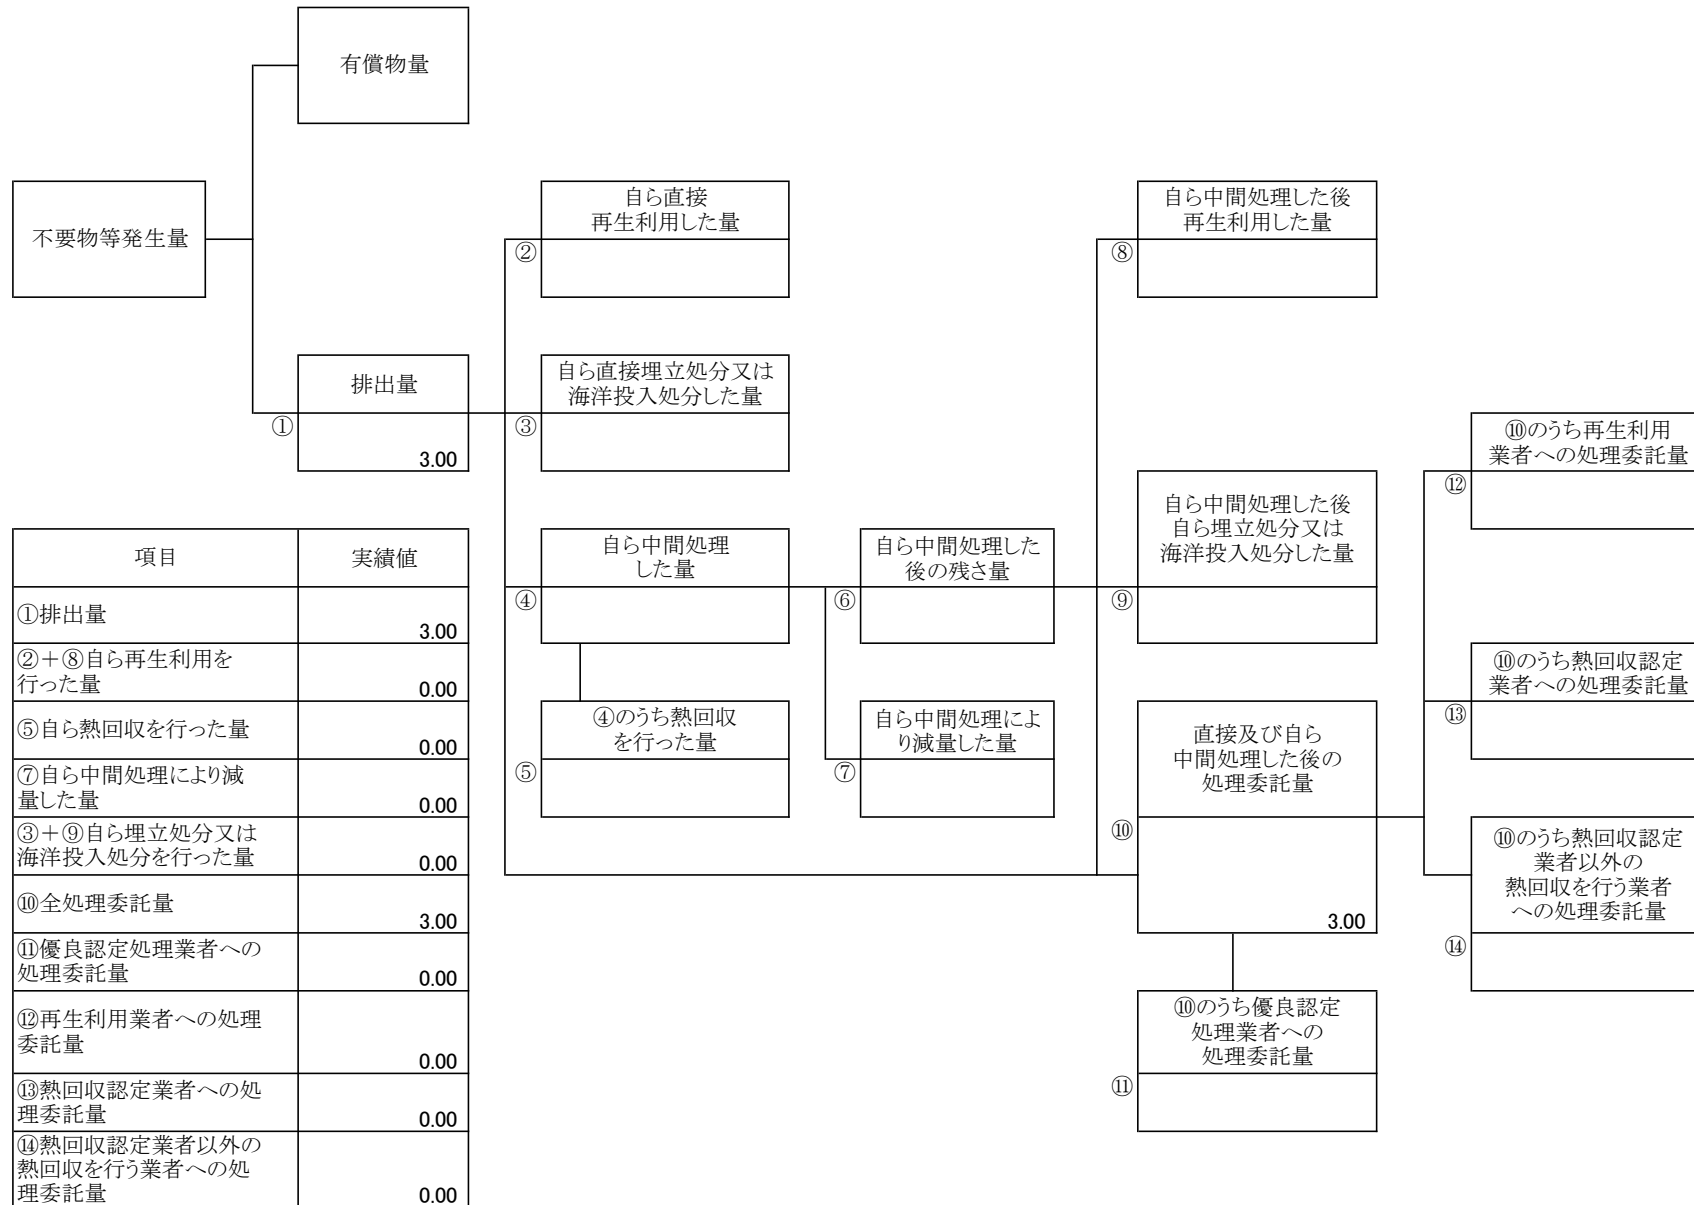 有償物量
不要物等発生量
排出量
①
3.00
自ら直接
再生利用した量
②
自ら直接埋立処分又は
海洋投入処分した量
③
自ら中間処理
した量
④
④のうち熱回収
を行った量
⑤
自ら中間処理した
後の残さ量
⑥
自ら中間処理によ
り減量した量
⑦
自ら中間処理した後
再生利用した量
⑧
自ら中間処理した後
自ら埋立処分又は
海洋投入処分した量
⑨
直接及び自ら
中間処理した後の
処理委託量
⑩
3.00
⑩のうち優良認定
処理業者への
処理委託量
⑪
⑩のうち再生利用
業者への処理委託量
⑫
⑩のうち熱回収認定
業者への処理委託量
⑬
⑩のうち熱回収認定
業者以外の
熱回収を行う業者
への処理委託量
⑭
項目 実績値
①排出量
3.00
②+⑧自ら再生利用を
行った量 0.00
⑤自ら熱回収を行った量
0.00
⑦自ら中間処理により減
量した量 0.00
③+⑨自ら埋立処分又は
海洋投入処分を行った量 0.00
⑩全処理委託量
3.00
⑪優良認定処理業者への
処理委託量 0.00
⑫再生利用業者への処理
委託量
0.00
⑬熱回収認定業者への処
理委託量 0.00
⑭熱回収認定業者以外の
熱回収を行う業者への処
理委託量 0.00